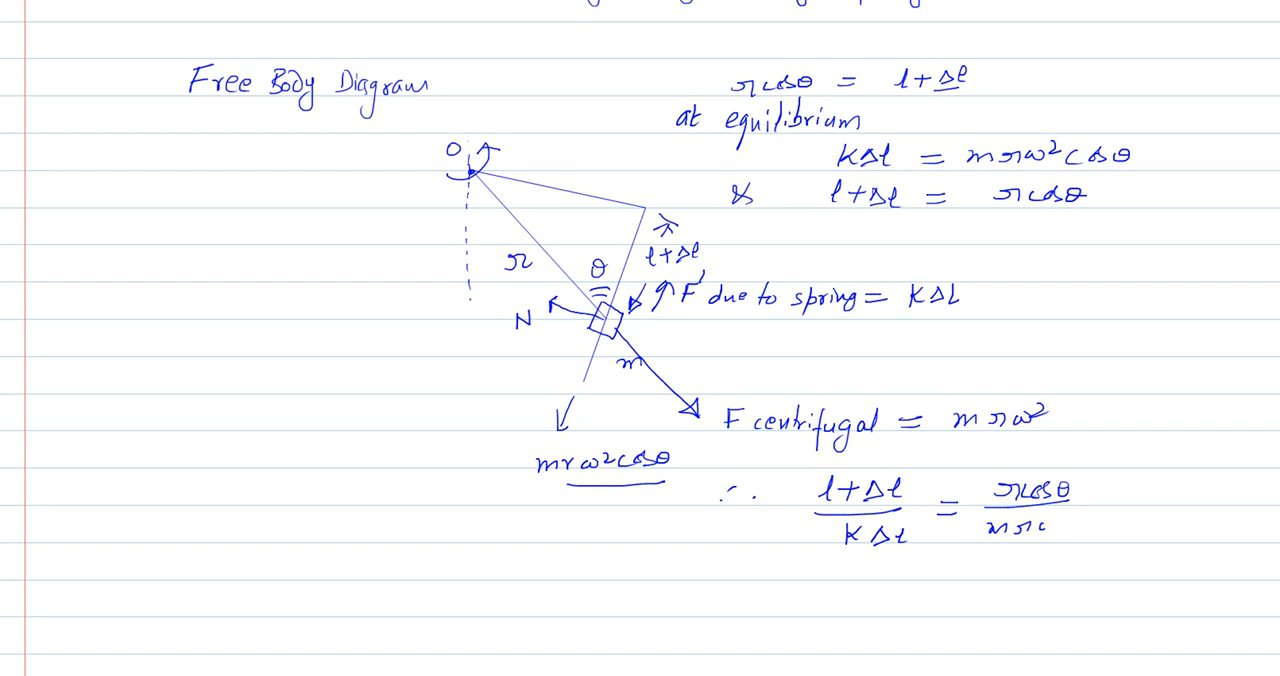 Free Body Diagram
rcosθ = l+Δl
at equilibrium
KΔl = mrω²cosθ
& l+Δl = rcosθ
O
r
θ
l+Δl
F' due to spring = KΔL
N
m
F centrifugal = mrω²
mrω²cosθ
∴ l+Δl / KΔl = rcosθ / mr